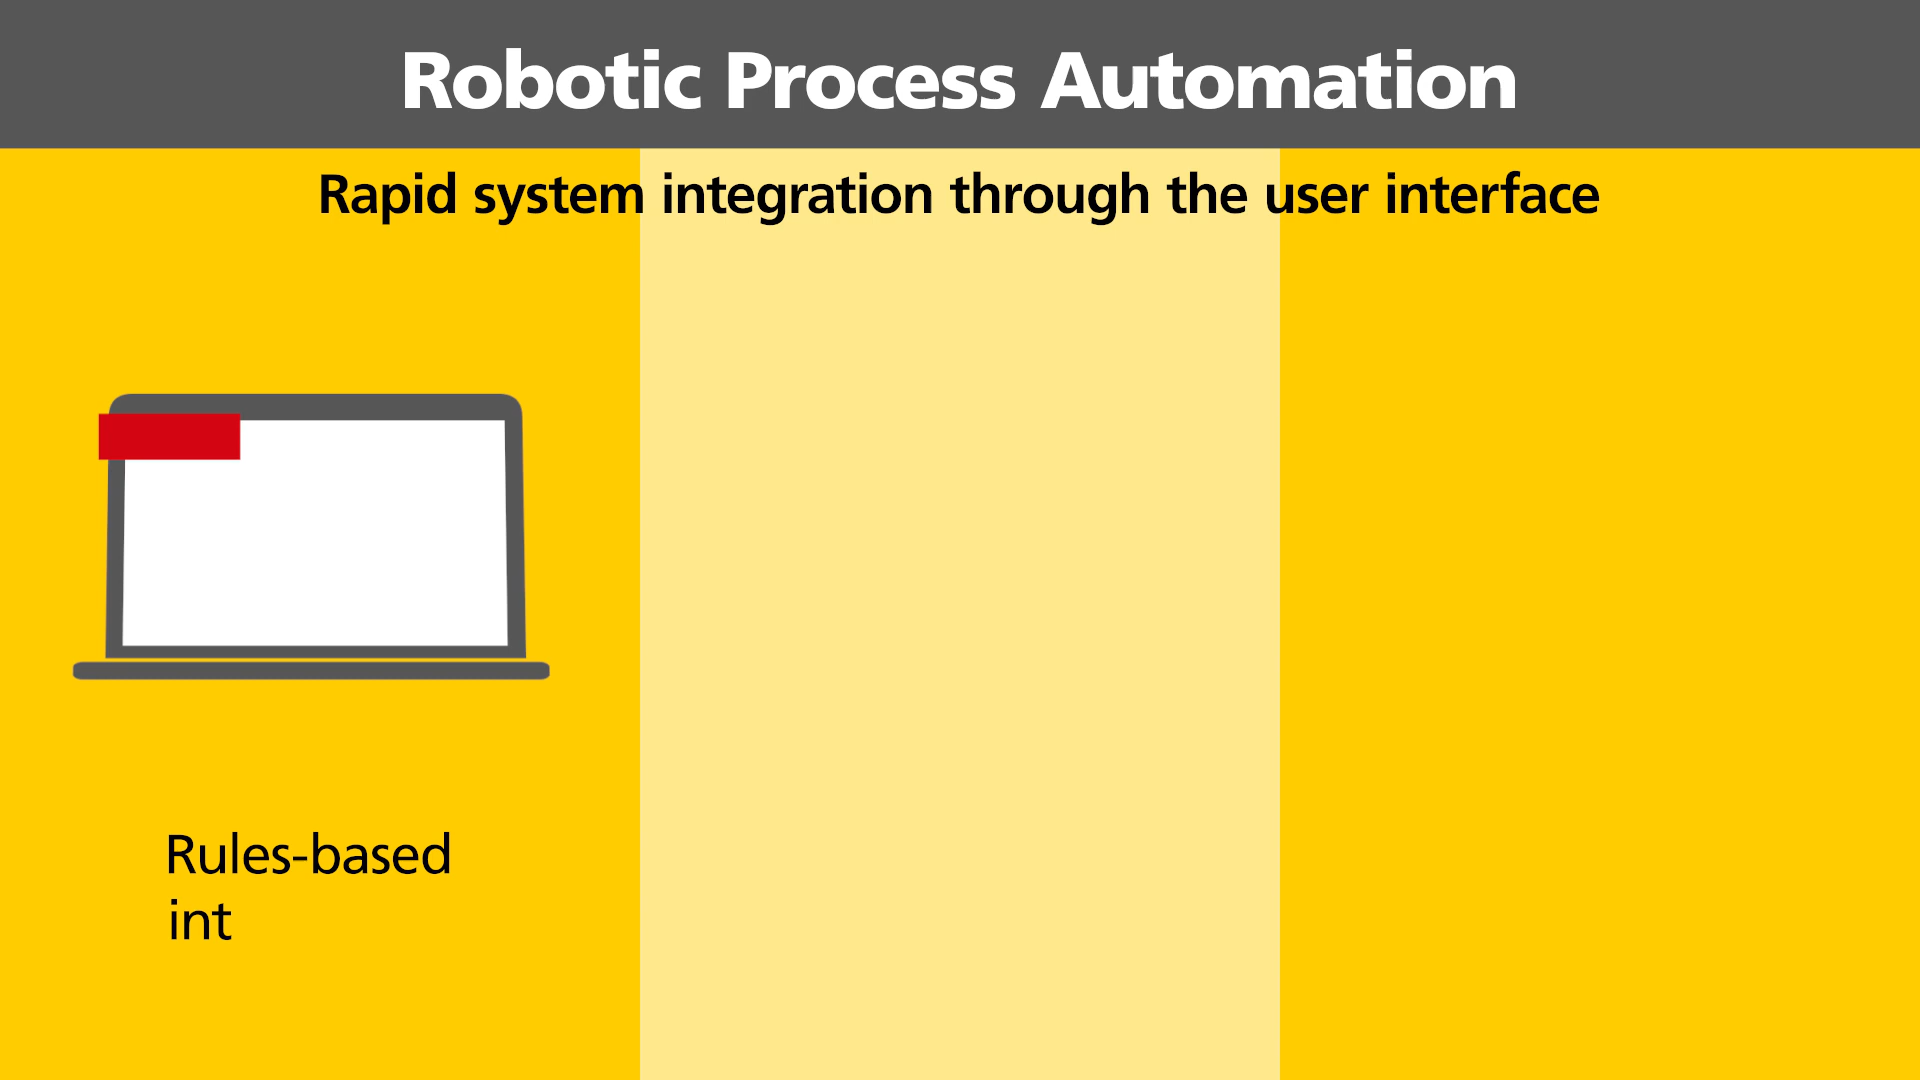 Robotic Process Automation
Rapid system integration through the user interface
Rules-based
int